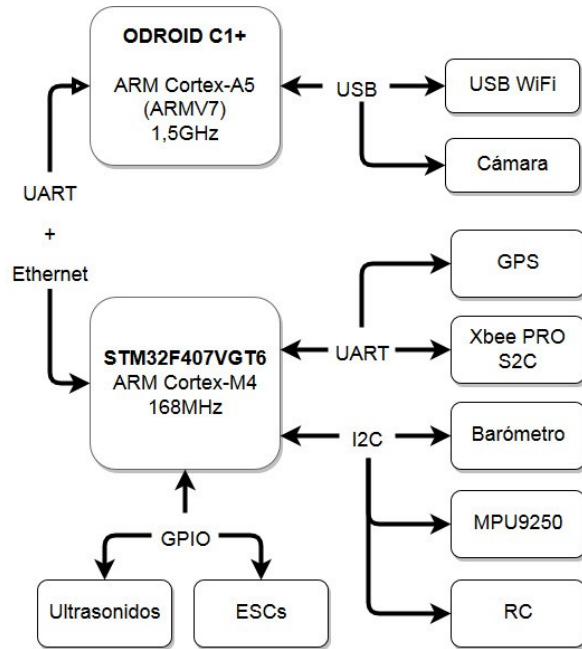 ODROID C1+
ARM Cortex-A5
(ARMV7)
1,5GHz
USB
USB WiFi
Cámara
UART
+
Ethernet
STM32F407VGT6
ARM Cortex-M4
168MHz
UART
GPS
Xbee PRO
S2C
I2C
Barómetro
MPU9250
RC
GPIO
Ultrasonidos
ESCs